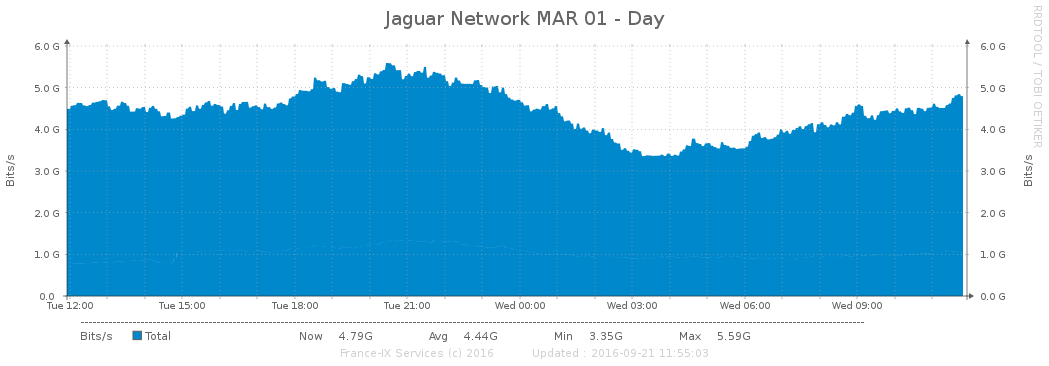 Jaguar Network MAR 01 - Day
RRDTOOL / TOBI OETIKER
Bits/s
6.0 G
5.0 G
4.0 G
3.0 G
2.0 G
1.0 G
0.0
6.0 G
5.0 G
4.0 G
3.0 G
2.0 G
1.0 G
0.0 G
Bits/s
Tue 12:00 Tue 15:00 Tue 18:00 Tue 21:00 Wed 00:00 Wed 03:00 Wed 06:00 Wed 09:00
Bits/s Total Now 4.79G Avg 4.44G Min 3.35G Max 5.59G
France-IX Services (c) 2016 Updated : 2016-09-21 11:55:03